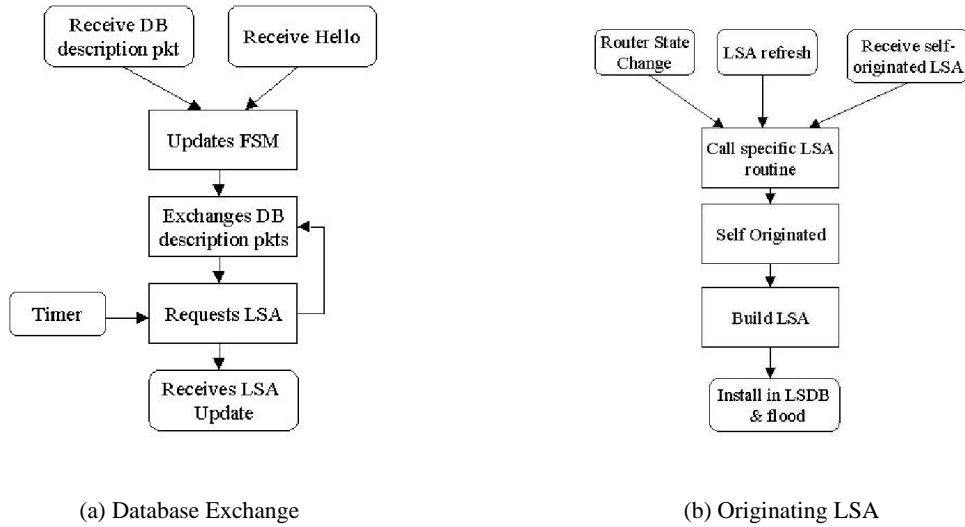 Receive DB
description pkt
Receive Hello
Updates FSM
Exchanges DB
description pkts
Timer
Requests LSA
Receives LSA
Update
(a) Database Exchange
Router State
Change
LSA refresh
Receive self-
originated LSA
Call specific LSA
routine
Self Originated
Build LSA
Install in LSDB
& flood
(b) Originating LSA